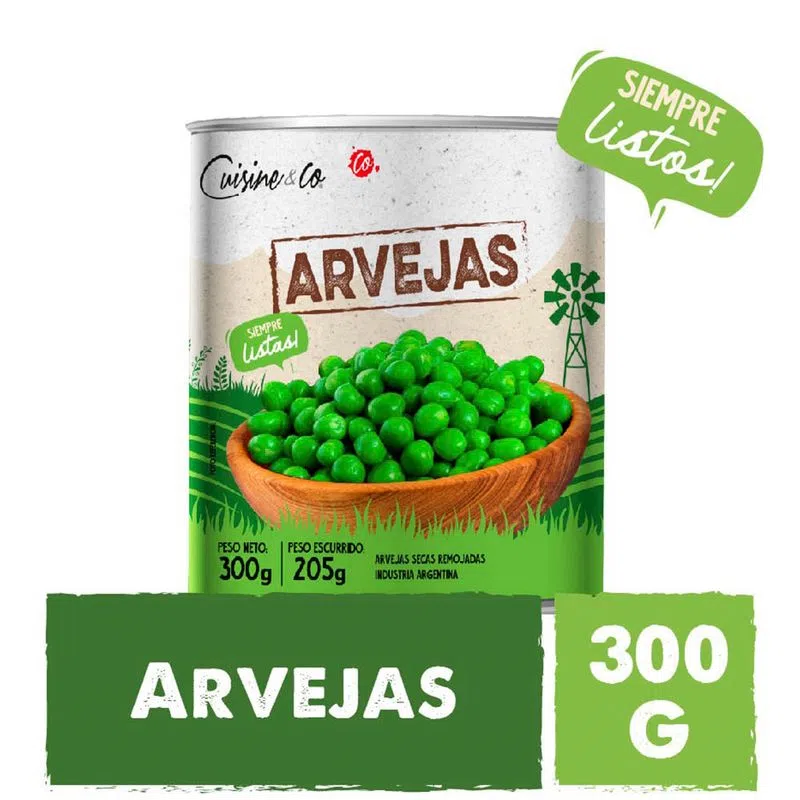 SIEMPRE
listos!
Cuisine & Co
Co
ARVEJAS
SIEMPRE
listas!
PESO NETO:
300g
PESO ESCURRIDO:
205g
ARVEJAS SECAS REMOJADAS
INDUSTRIA ARGENTINA
ARVEJAS
300
G